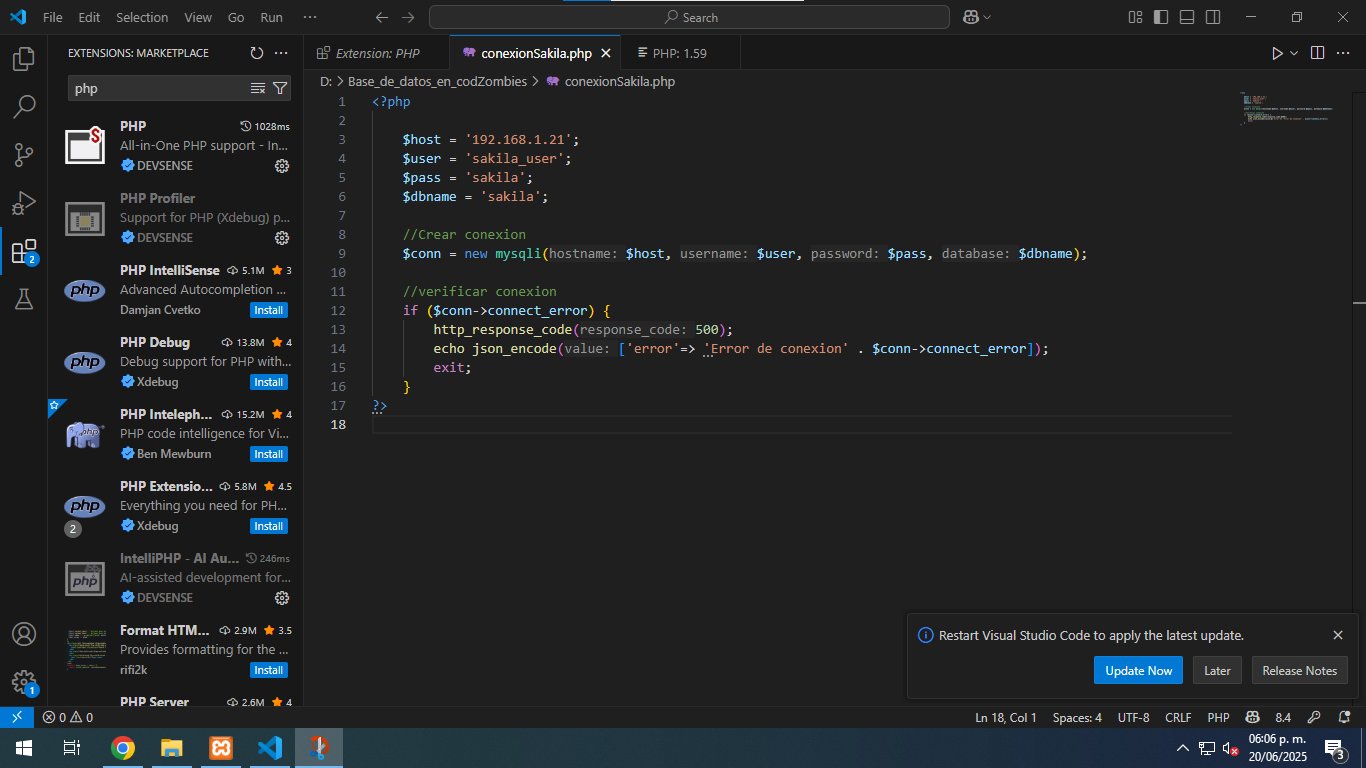 File Edit Selection View Go Run ··· Search
EXTENSIONS: MARKETPLACE
php
PHP 1028ms
All-in-One PHP support - In...
DEVSENSE
PHP Profiler
Support for PHP (Xdebug) p...
DEVSENSE
PHP IntelliSense 5.1M 3
Advanced Autocompletion ...
Damjan Cvetko Install
PHP Debug 13.8M 4
Debug support for PHP with...
Xdebug Install
PHP Inteleph... 15.2M 4
PHP code intelligence for Vi...
Ben Mewburn Install
PHP Extensio... 5.8M 4.5
Everything you need for PH...
Xdebug Install
2
IntelliPHP - AI Au... 246ms
AI-assisted development for...
DEVSENSE
Format HTM... 2.9M 3.5
Provides formatting for the ...
rifi2k Install
PHP Server 2.6M 4
2
1
Extension: PHP conexionSakila.php PHP: 1.59
D: > Base_de_datos_en_codZombies > conexionSakila.php
1 <?php
2
3 $host = '192.168.1.21';
4 $user = 'sakila_user';
5 $pass = 'sakila';
6 $dbname = 'sakila';
7
8 //Crear conexion
9 $conn = new mysqli(hostname: $host, username: $user, password: $pass, database: $dbname);
10
11 //verificar conexion
12 if ($conn->connect_error) {
13 http_response_code(response_code: 500);
14 echo json_encode(value: ['error'=> 'Error de conexion' . $conn->connect_error]);
15 exit;
16 }
17 ?>
18
Restart Visual Studio Code to apply the latest update.
Update Now Later Release Notes
0 0 Ln 18, Col 1 Spaces: 4 UTF-8 CRLF PHP 8.4
06:06 p. m.
20/06/2025
3